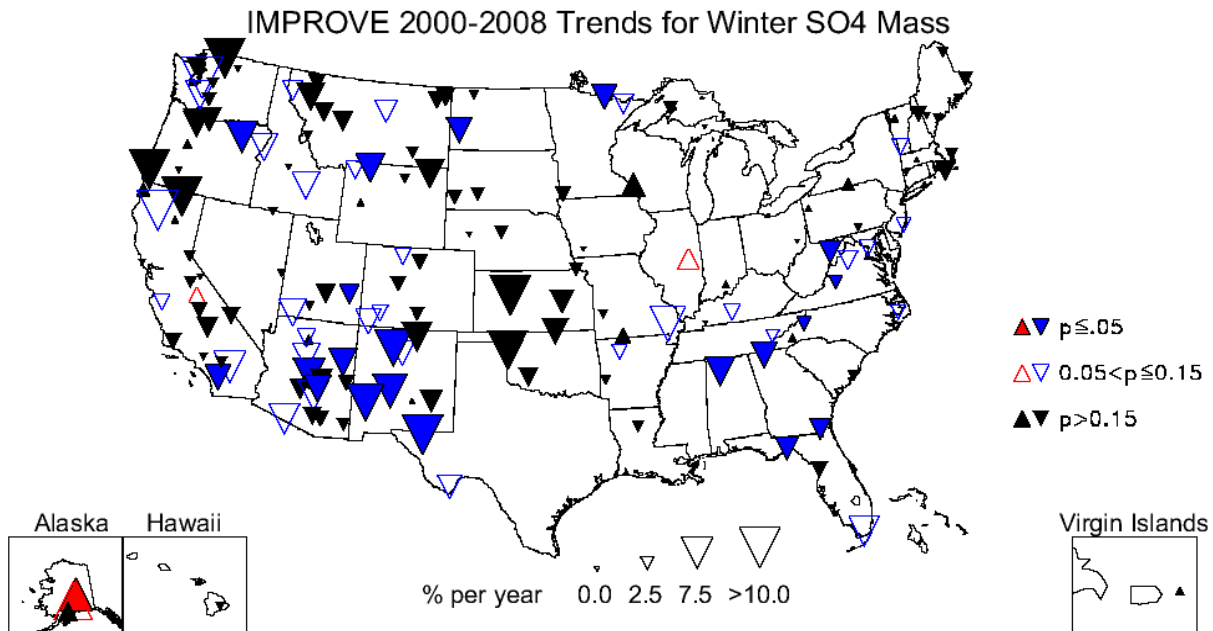 IMPROVE 2000-2008 Trends for Winter SO4 Mass
p≤.05
0.05<p≤0.15
p>0.15
Alaska
Hawaii
Virgin Islands
% per year 0.0 2.5 7.5 >10.0